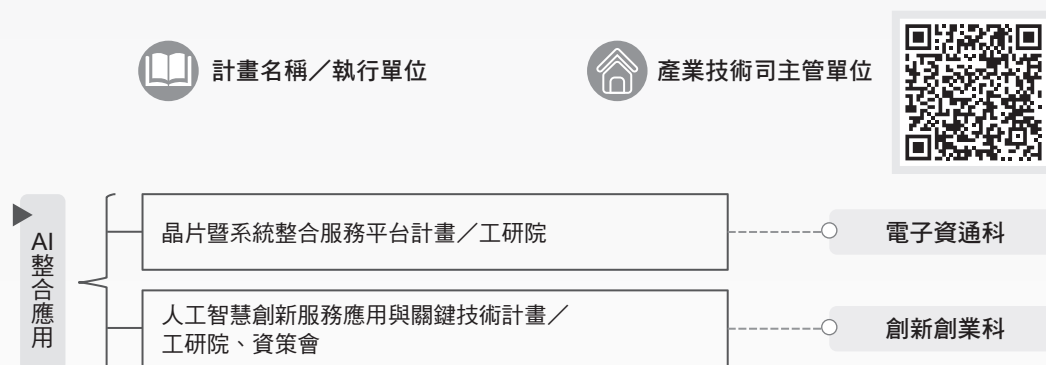 計畫名稱／執行單位
產業技術司主管單位
AI整合應用
晶片暨系統整合服務平台計畫／工研院
電子資通科
人工智慧創新服務應用與關鍵技術計畫／
工研院、資策會
創新創業科